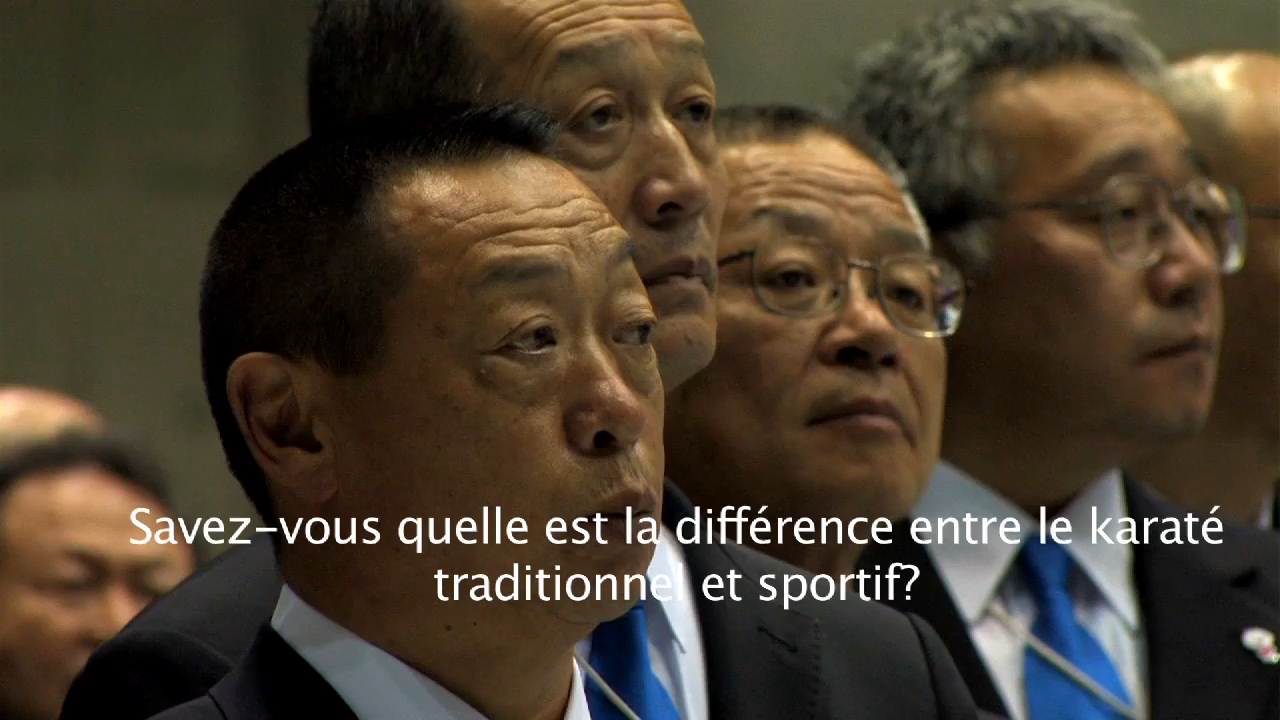 Savez-vous quelle est la différence entre le karaté
traditionnel et sportif?